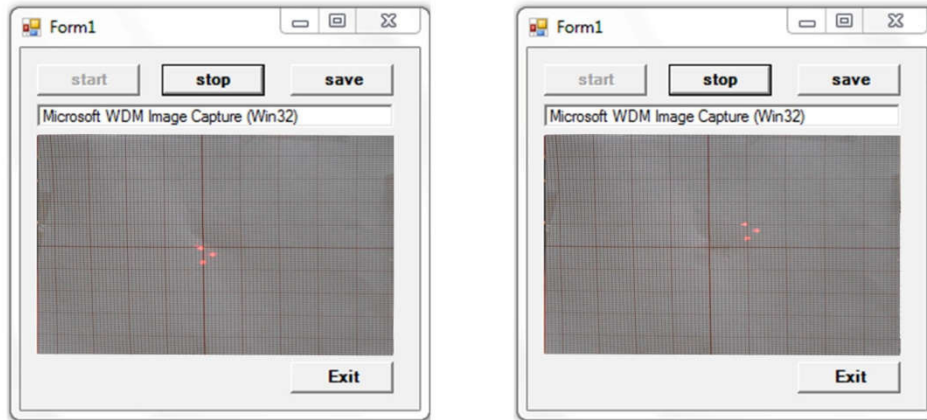 Form1
start stop save
Microsoft WDM Image Capture (Win32)
Exit
Form1
start stop save
Microsoft WDM Image Capture (Win32)
Exit